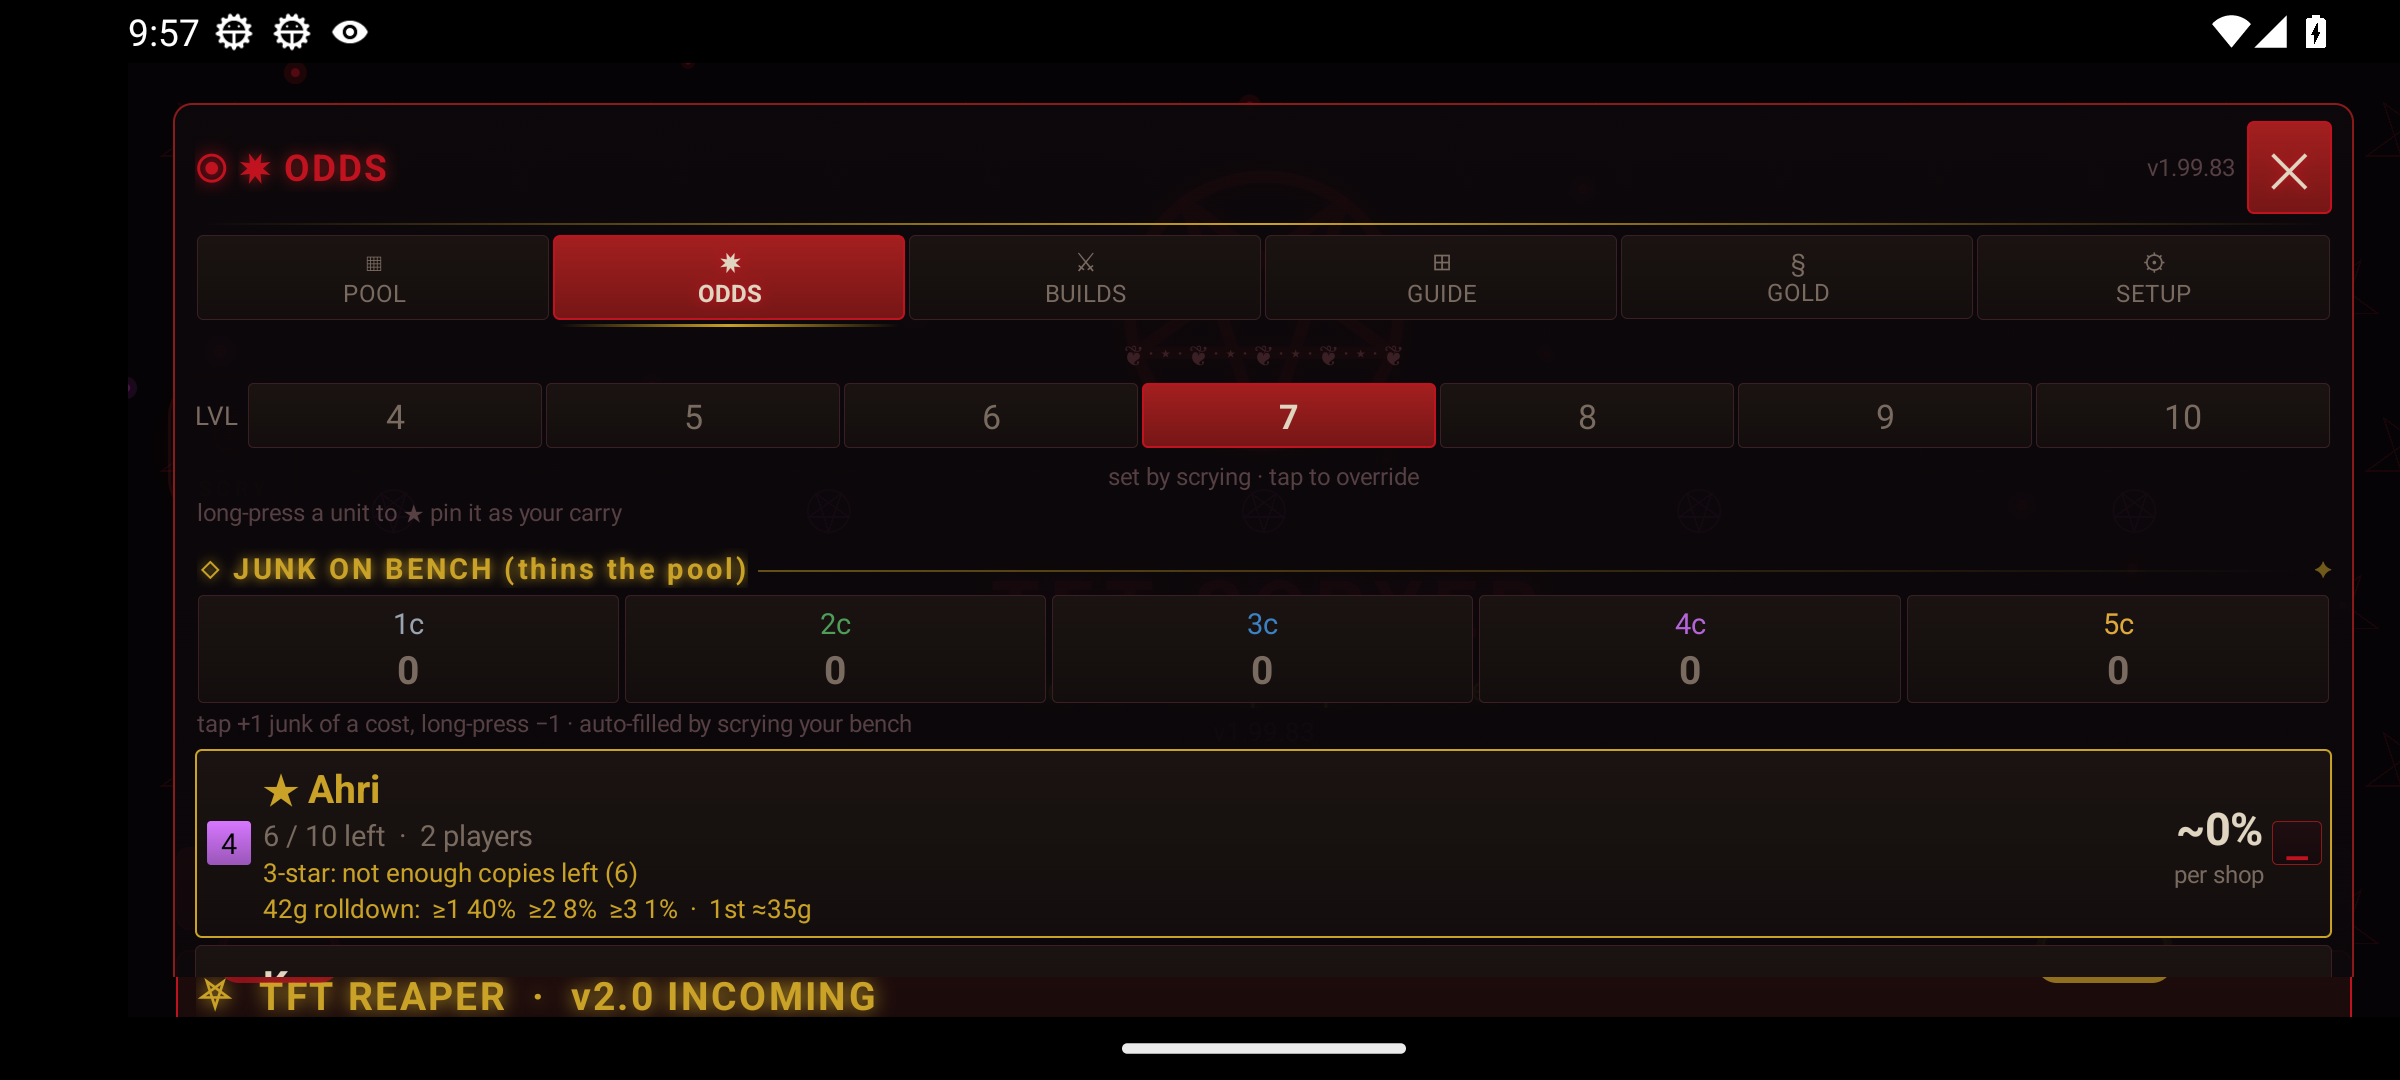 9:57
ODDS
v1.99.83
POOL
ODDS
BUILDS
GUIDE
§
GOLD
SETUP
LVL
4
5
6
7
8
9
10
set by scrying · tap to override
long-press a unit to ★ pin it as your carry
JUNK ON BENCH (thins the pool)
1c
2c
3c
4c
5c
0
0
0
0
0
tap +1 junk of a cost, long-press −1 · auto-filled by scrying your bench
★ Ahri
4
6 / 10 left · 2 players
3-star: not enough copies left (6)
42g rolldown: ≥1 40% ≥2 8% ≥3 1% · 1st ≈35g
~0%
per shop
TFT REAPER · v2.0 INCOMING